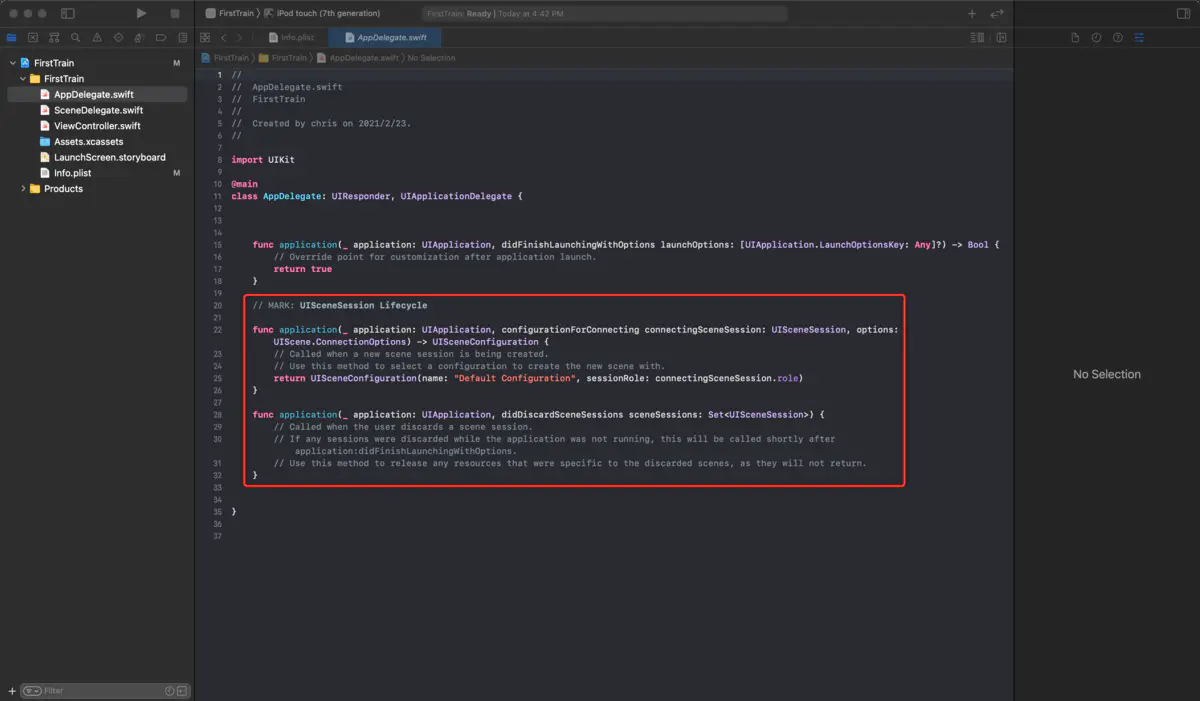 FirstTrain
iPod touch (7th generation)
FirstTrain: Ready | Today at 4:42 PM
Info.plist
AppDelegate.swift
FirstTrain
FirstTrain
AppDelegate.swift
No Selection
FirstTrain
M
FirstTrain
AppDelegate.swift
SceneDelegate.swift
ViewController.swift
Assets.xcassets
LaunchScreen.storyboard
Info.plist
M
Products
1 //
2 //  AppDelegate.swift
3 //  FirstTrain
4 //
5 //  Created by chris on 2021/2/23.
6 //
7
8 import UIKit
9
10 @main
11 class AppDelegate: UIResponder, UIApplicationDelegate {
12
13
14
15 func application(_ application: UIApplication, didFinishLaunchingWithOptions launchOptions: [UIApplication.LaunchOptionsKey: Any]?) -> Bool {
16 // Override point for customization after application launch.
17 return true
18 }
19
20 // MARK: UISceneSession Lifecycle
21
22 func application(_ application: UIApplication, configurationForConnecting connectingSceneSession: UISceneSession, options:
UIScene.ConnectionOptions) -> UISceneConfiguration {
23 // Called when a new scene session is being created.
24 // Use this method to select a configuration to create the new scene with.
25 return UISceneConfiguration(name: "Default Configuration", sessionRole: connectingSceneSession.role)
26 }
27
28 func application(_ application: UIApplication, didDiscardSceneSessions sceneSessions: Set<UISceneSession>) {
29 // Called when the user discards a scene session.
30 // If any sessions were discarded while the application was not running, this will be called shortly after
application:didFinishLaunchingWithOptions.
31 // Use this method to release any resources that were specific to the discarded scenes, as they will not return.
32 }
33
34
35 }
36
37
No Selection
Filter